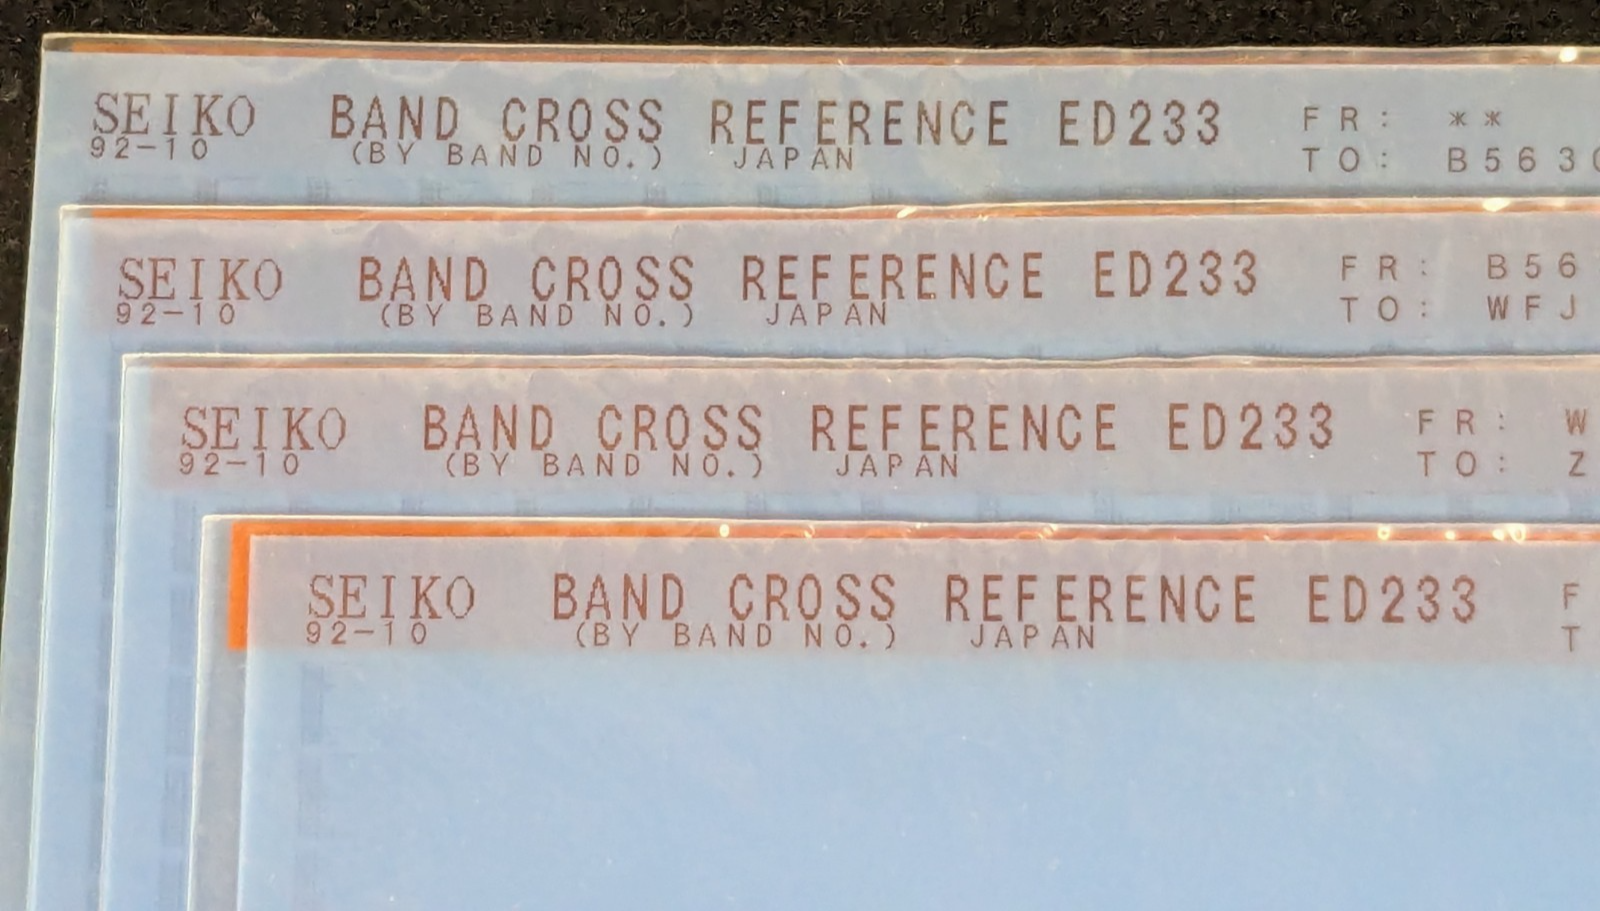 SEIKO BAND CROSS REFERENCE ED233 FR: **
92-10 (BY BAND NO.) JAPAN TO: B563
SEIKO BAND CROSS REFERENCE ED233 FR: B56
92-10 (BY BAND NO.) JAPAN TO: WFJ
SEIKO BAND CROSS REFERENCE ED233 FR: W
92-10 (BY BAND NO.) JAPAN TO: Z
SEIKO BAND CROSS REFERENCE ED233 F
92-10 (BY BAND NO.) JAPAN T